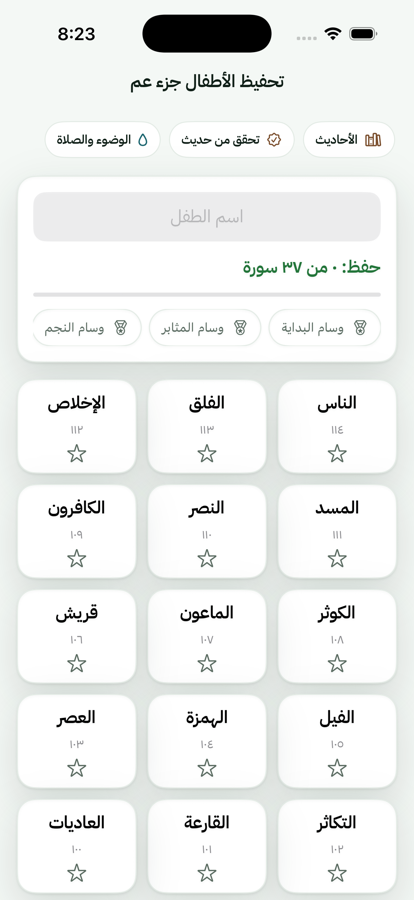 8:23
تحفيظ الأطفال جزء عم
الأحاديث
تحقق من حديث
الوضوء والصلاة
اسم الطفل
حفظ: ٠ من ٣٧ سورة
وسام البداية
وسام المثابر
وسام النجم
الناس
١١٤
الفلق
١١٣
الإخلاص
١١٢
المسد
١١١
النصر
١١٠
الكافرون
١٠٩
الكوثر
١٠٨
الماعون
١٠٧
قريش
١٠٦
الفيل
١٠٥
الهمزة
١٠٤
العصر
١٠٣
التكاثر
١٠٢
القارعة
١٠١
العاديات
١٠٠